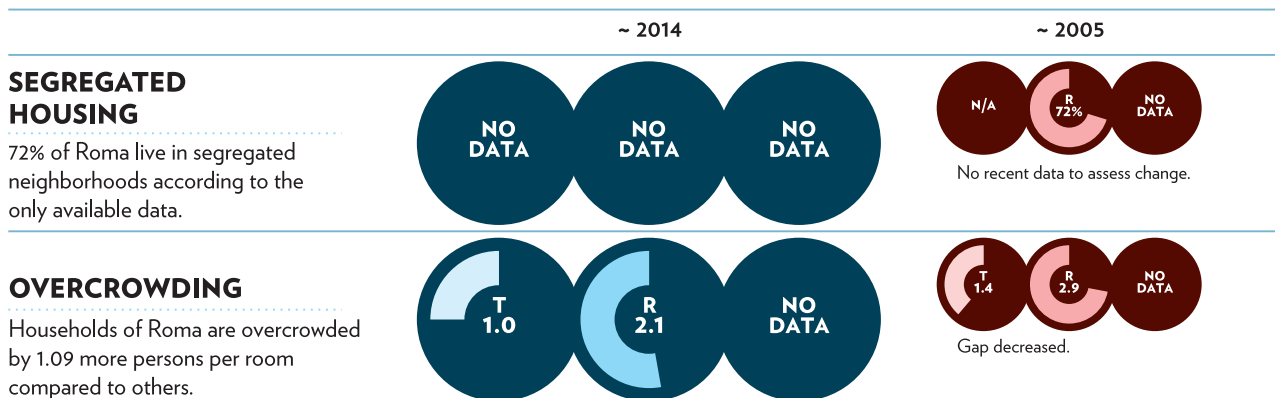 ~ 2014
~ 2005
SEGREGATED
HOUSING
72% of Roma live in segregated
neighborhoods according to the
only available data.
NO
DATA
NO
DATA
NO
DATA
N/A
R
72%
NO
DATA
No recent data to assess change.
OVERCROWDING
Households of Roma are overcrowded
by 1.09 more persons per room
compared to others.
T
1.0
R
2.1
NO
DATA
T
1.4
R
2.9
NO
DATA
Gap decreased.